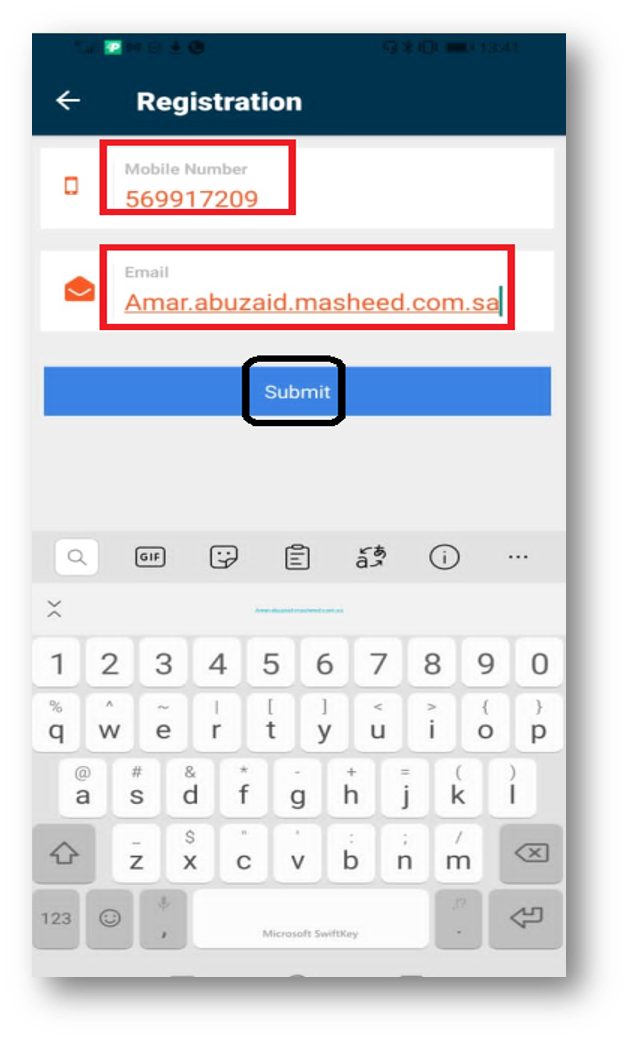 13:41
Registration
Mobile Number
569917209
Email
Amar.abuzaid.masheed.com.sa
Submit
GIF
Amar.abuzaid.masheed.com.sa
1 2 3 4 5 6 7 8 9 0
% ^ ~ | [ ] < > { }
q w e r t y u i o p
@ # & * - + = ( )
a s d f g h j k l
_ $ " ' : ; /
z x c v b n m
123 , .
Microsoft SwiftKey